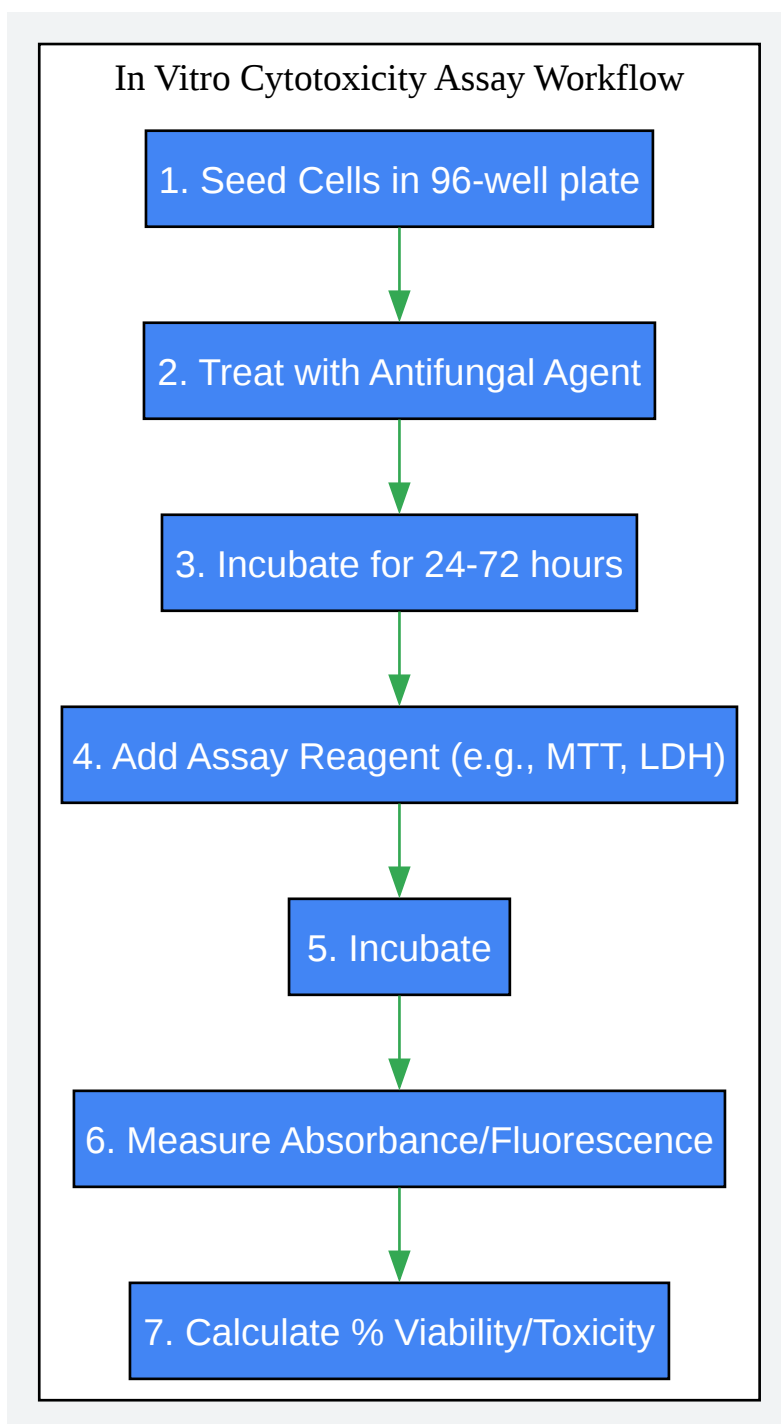 In Vitro Cytotoxicity Assay Workflow
1. Seed Cells in 96-well plate
2. Treat with Antifungal Agent
3. Incubate for 24-72 hours
4. Add Assay Reagent (e.g., MTT, LDH)
5. Incubate
6. Measure Absorbance/Fluorescence
7. Calculate % Viability/Toxicity